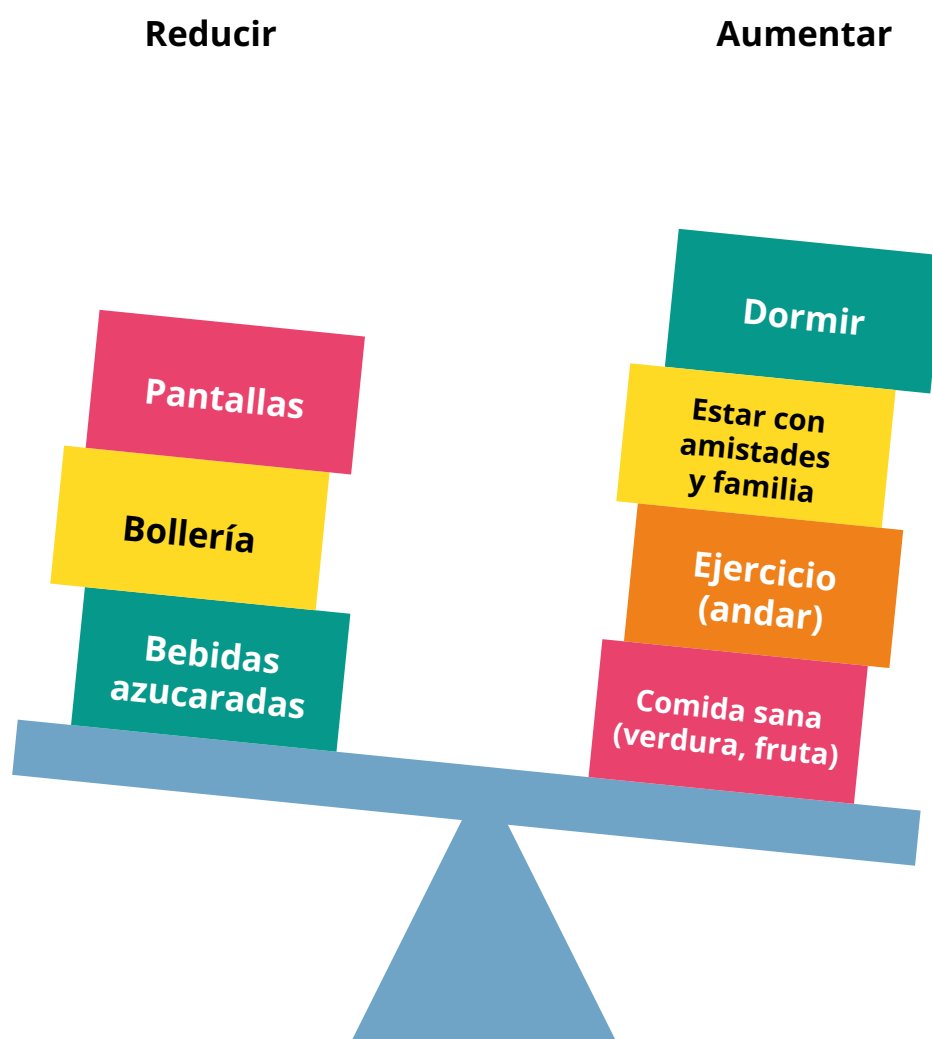 Reducir
Aumentar
Pantallas
Bollería
Bebidas
azucaradas
Dormir
Estar con
amistades
y familia
Ejercicio
(andar)
Comida sana
(verdura, fruta)